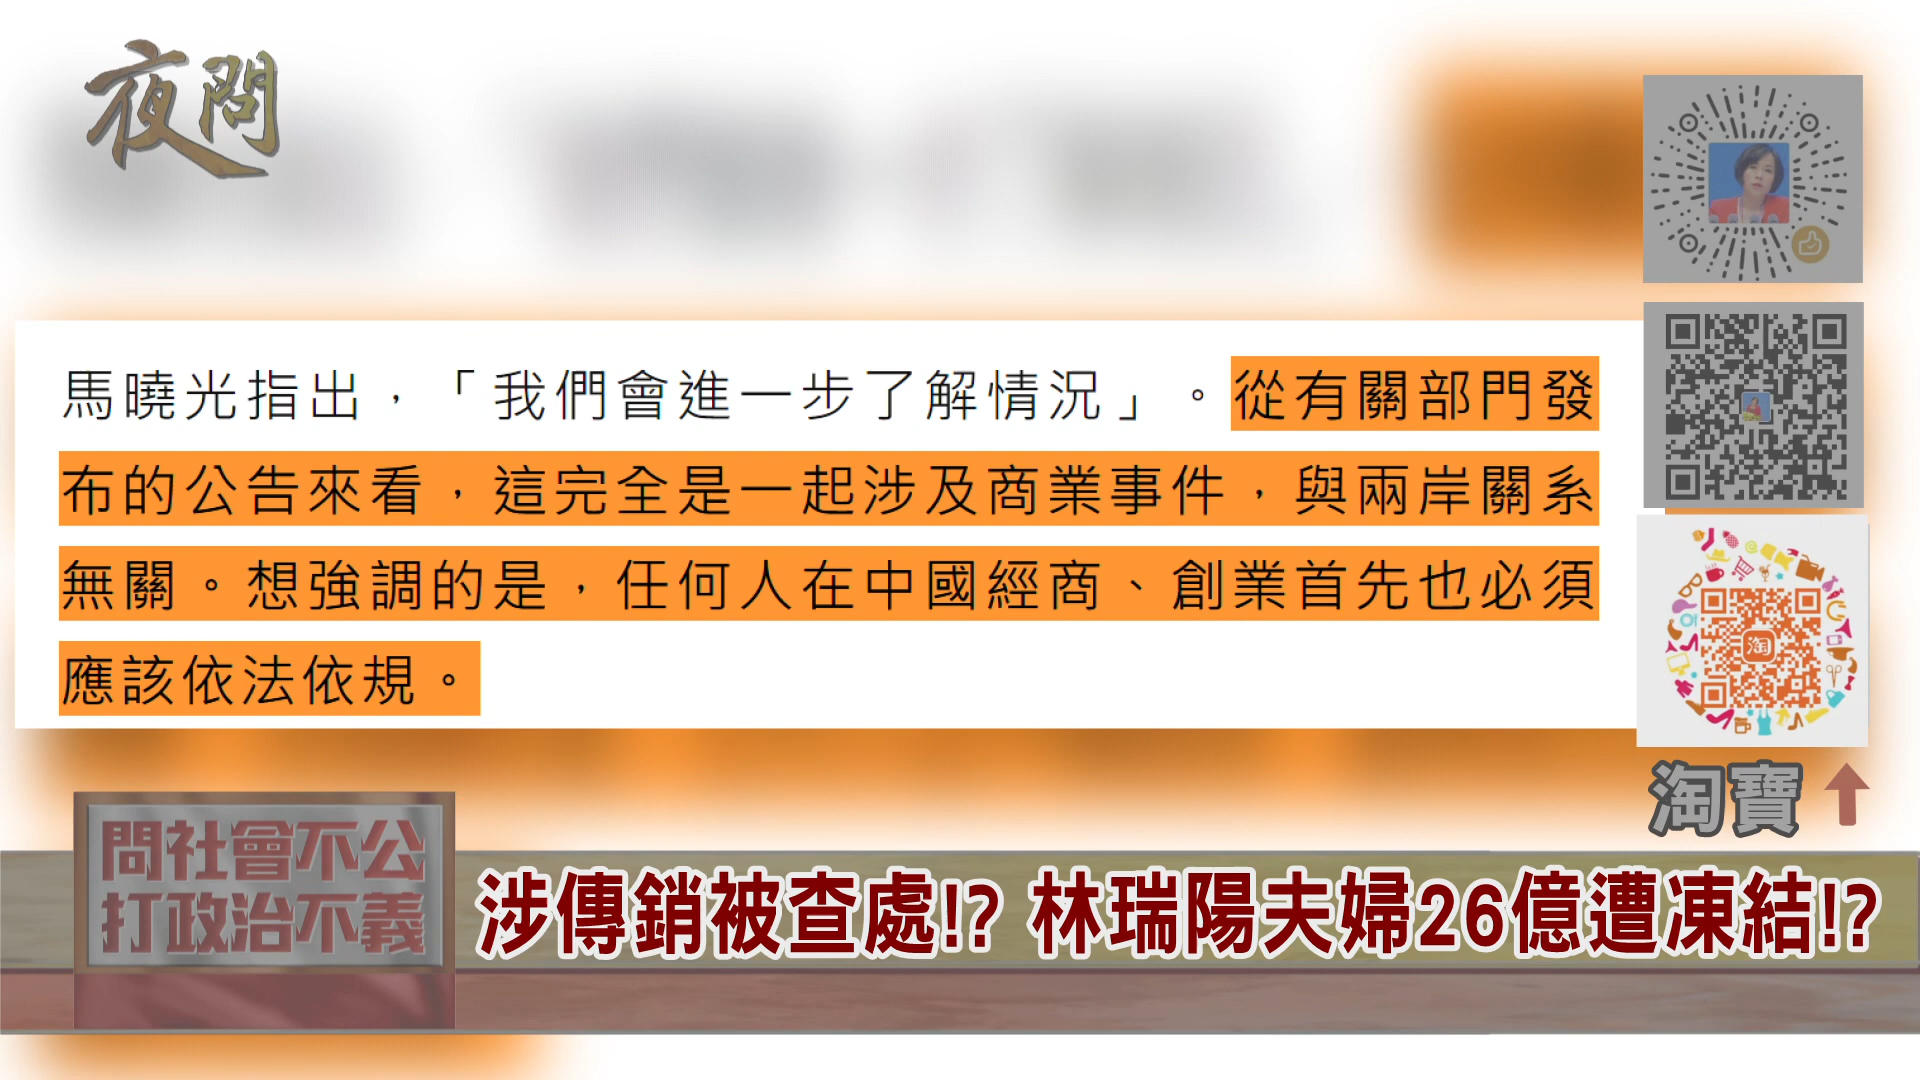 夜問
馬曉光指出，「我們會進一步了解情況」。從有關部門發
布的公告來看，這完全是一起涉及商業事件，與兩岸關系
無關。想強調的是，任何人在中國經商、創業首先也必須
應該依法依規。
淘
淘寶
問社會不公
打政治不義
涉傳銷被查處!? 林瑞陽夫婦26億遭凍結!?